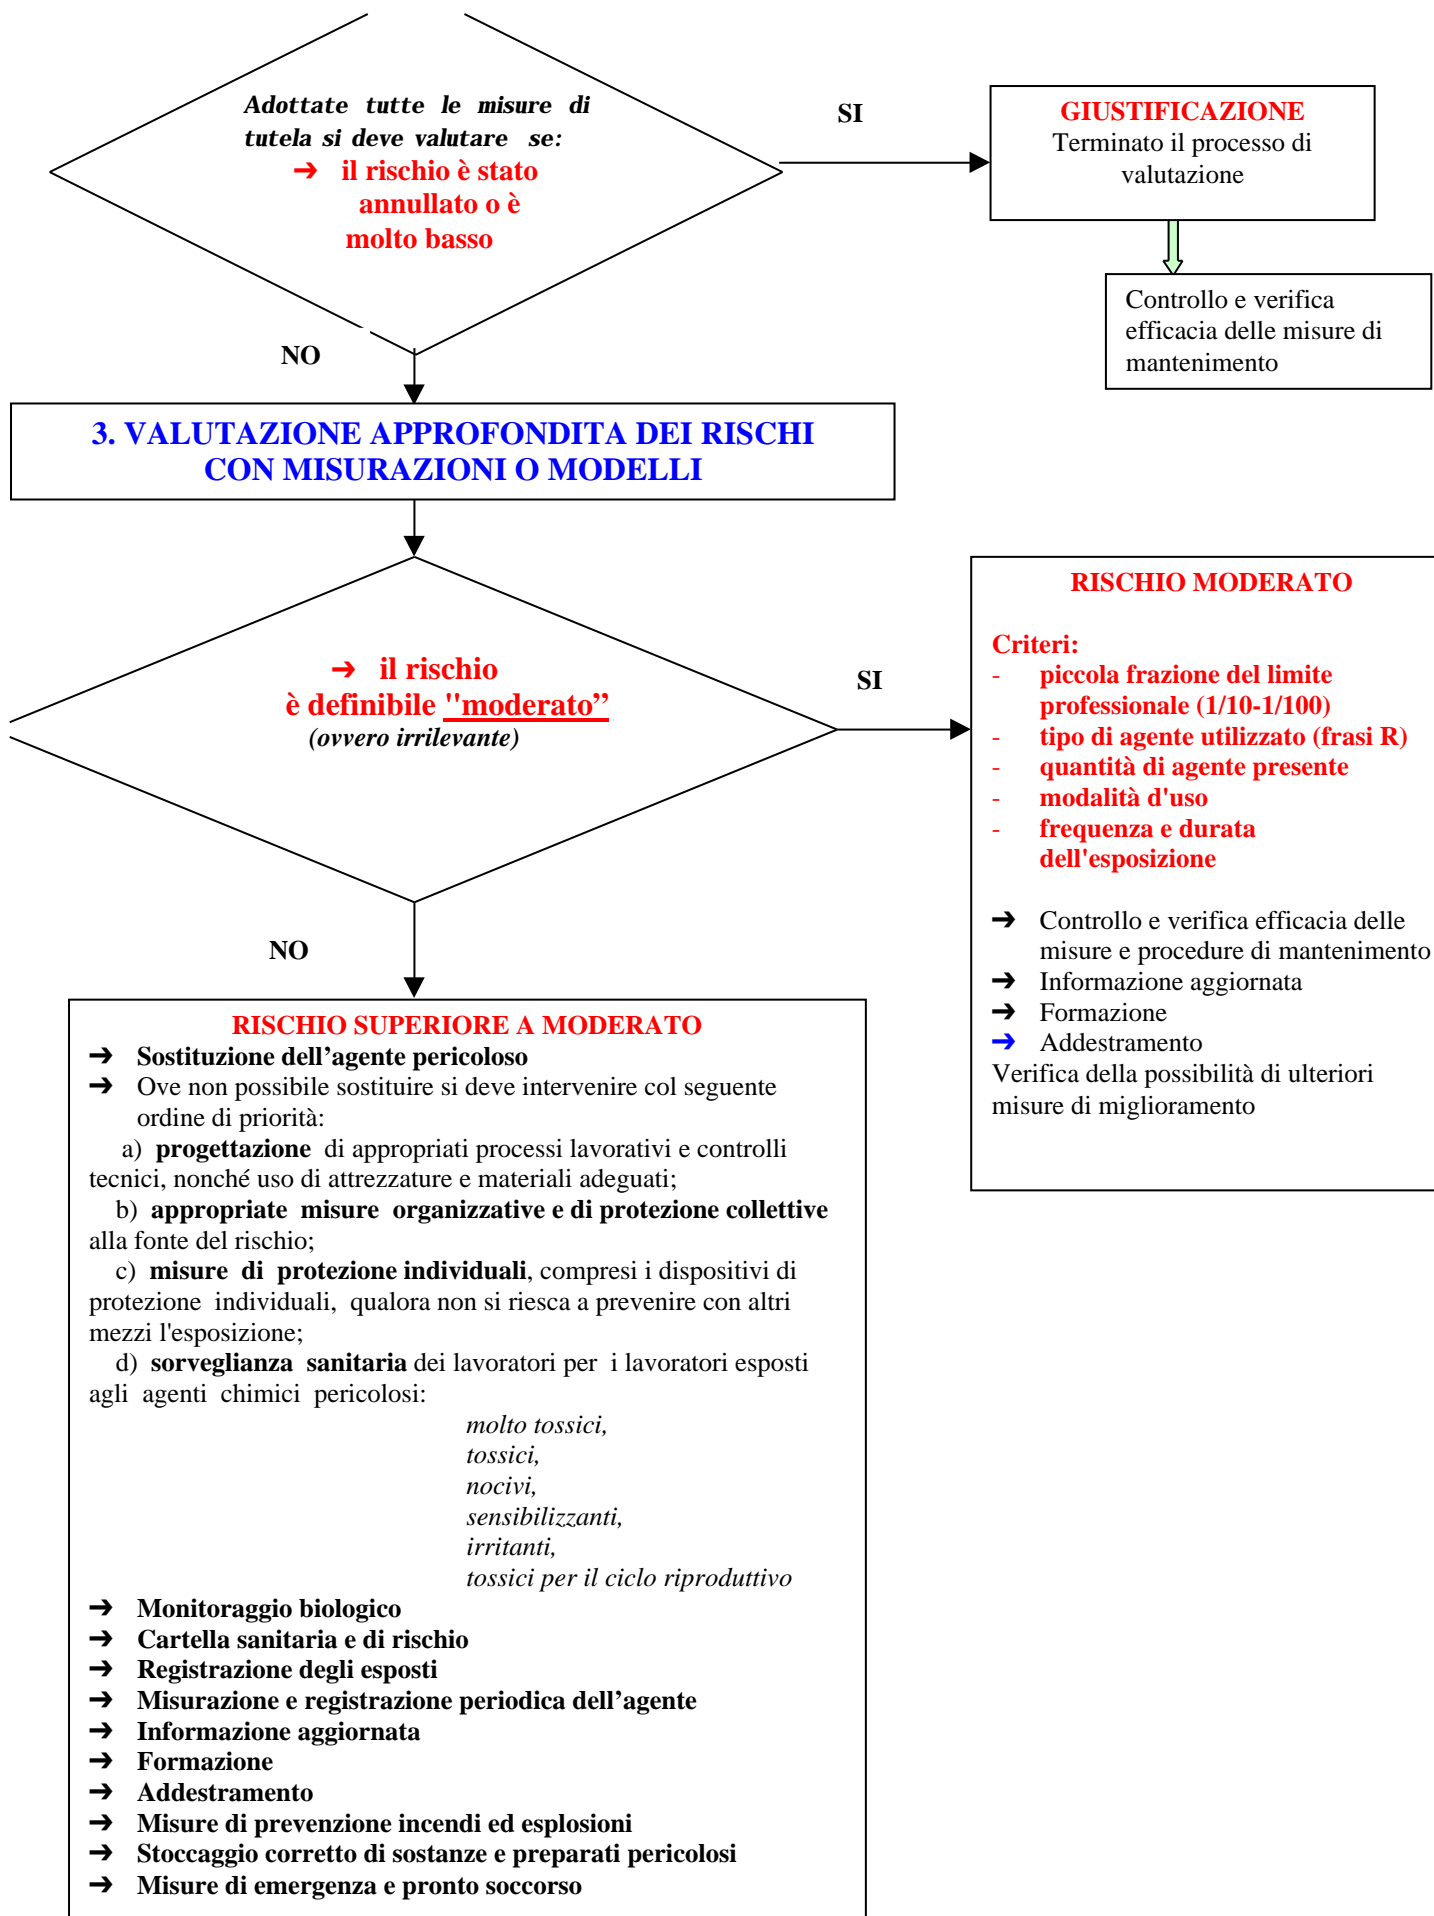 Adottate tutte le misure di
tutela si deve valutare se:
➔ il rischio è stato
annullato o è
molto basso
SI
GIUSTIFICAZIONE
Terminato il processo di
valutazione
Controllo e verifica
efficacia delle misure di
mantenimento
NO
3. VALUTAZIONE APPROFONDITA DEI RISCHI
CON MISURAZIONI O MODELLI
➔ il rischio
è definibile "moderato”
(ovvero irrilevante)
SI
RISCHIO MODERATO
Criteri:
- piccola frazione del limite
professionale (1/10-1/100)
- tipo di agente utilizzato (frasi R)
- quantità di agente presente
- modalità d'uso
- frequenza e durata
dell'esposizione
➔ Controllo e verifica efficacia delle
misure e procedure di mantenimento
➔ Informazione aggiornata
➔ Formazione
➔ Addestramento
Verifica della possibilità di ulteriori
misure di miglioramento
NO
RISCHIO SUPERIORE A MODERATO
➔ Sostituzione dell’agente pericoloso
➔ Ove non possibile sostituire si deve intervenire col seguente
ordine di priorità:
a) progettazione di appropriati processi lavorativi e controlli
tecnici, nonché uso di attrezzature e materiali adeguati;
b) appropriate misure organizzative e di protezione collettive
alla fonte del rischio;
c) misure di protezione individuali, compresi i dispositivi di
protezione individuali, qualora non si riesca a prevenire con altri
mezzi l'esposizione;
d) sorveglianza sanitaria dei lavoratori per i lavoratori esposti
agli agenti chimici pericolosi:
molto tossici,
tossici,
nocivi,
sensibilizzanti,
irritanti,
tossici per il ciclo riproduttivo
➔ Monitoraggio biologico
➔ Cartella sanitaria e di rischio
➔ Registrazione degli esposti
➔ Misurazione e registrazione periodica dell’agente
➔ Informazione aggiornata
➔ Formazione
➔ Addestramento
➔ Misure di prevenzione incendi ed esplosioni
➔ Stoccaggio corretto di sostanze e preparati pericolosi
➔ Misure di emergenza e pronto soccorso